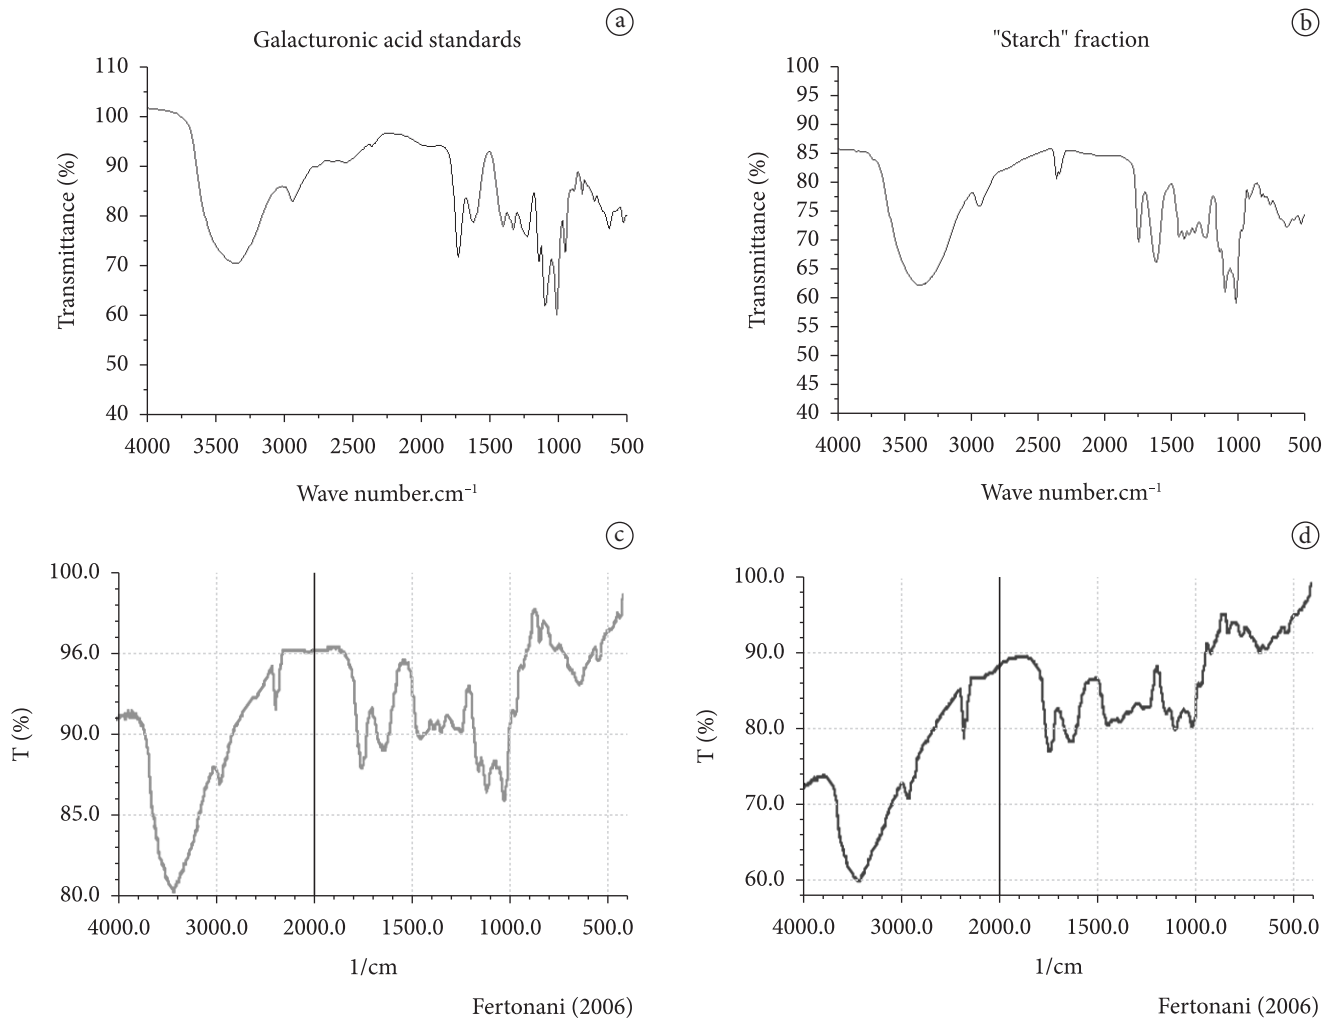 a
Galacturonic acid standards
110
100
90
80
70
60
50
40
Transmittance (%)
4000 3500 3000 2500 2000 1500 1000 500
Wave number.cm⁻¹
b
"Starch" fraction
100
95
90
85
80
75
70
65
60
55
50
45
40
Transmittance (%)
4000 3500 3000 2500 2000 1500 1000 500
Wave number.cm⁻¹
c
100.0
96.0
90.0
85.0
80.0
T (%)
4000.0 3000.0 2000.0 1500.0 1000.0 500.0
1/cm
Fertonani (2006)
d
100.0
90.0
80.0
70.0
60.0
T (%)
4000.0 3000.0 2000.0 1500.0 1000.0 500.0
1/cm
Fertonani (2006)